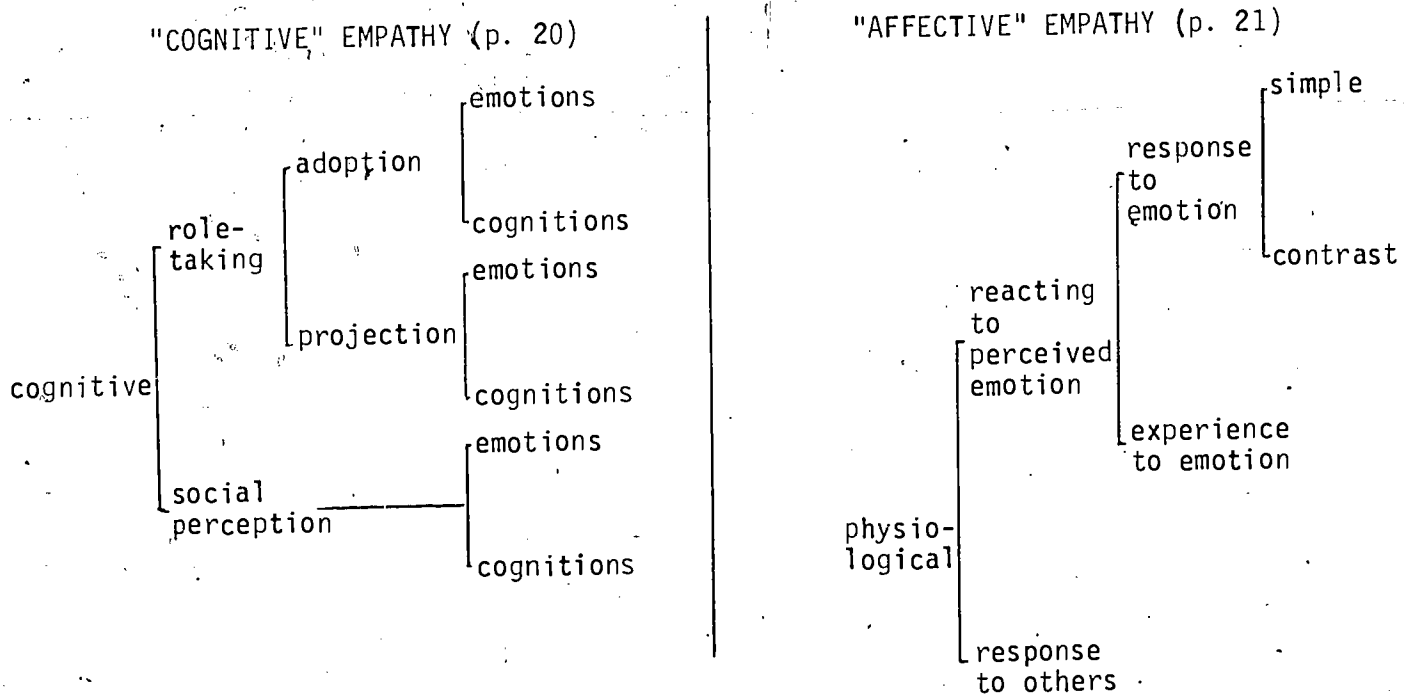 "COGNITIVE" EMPATHY (p. 20)
emotions
adoption
cognitions
role-
taking
emotions
projection
cognitions
cognitive
emotions
social
perception
cognitions
"AFFECTIVE" EMPATHY (p. 21)
simple
response
to
emotion
contrast
reacting
to
perceived
emotion
experience
to emotion
physio-
logical
response
to others